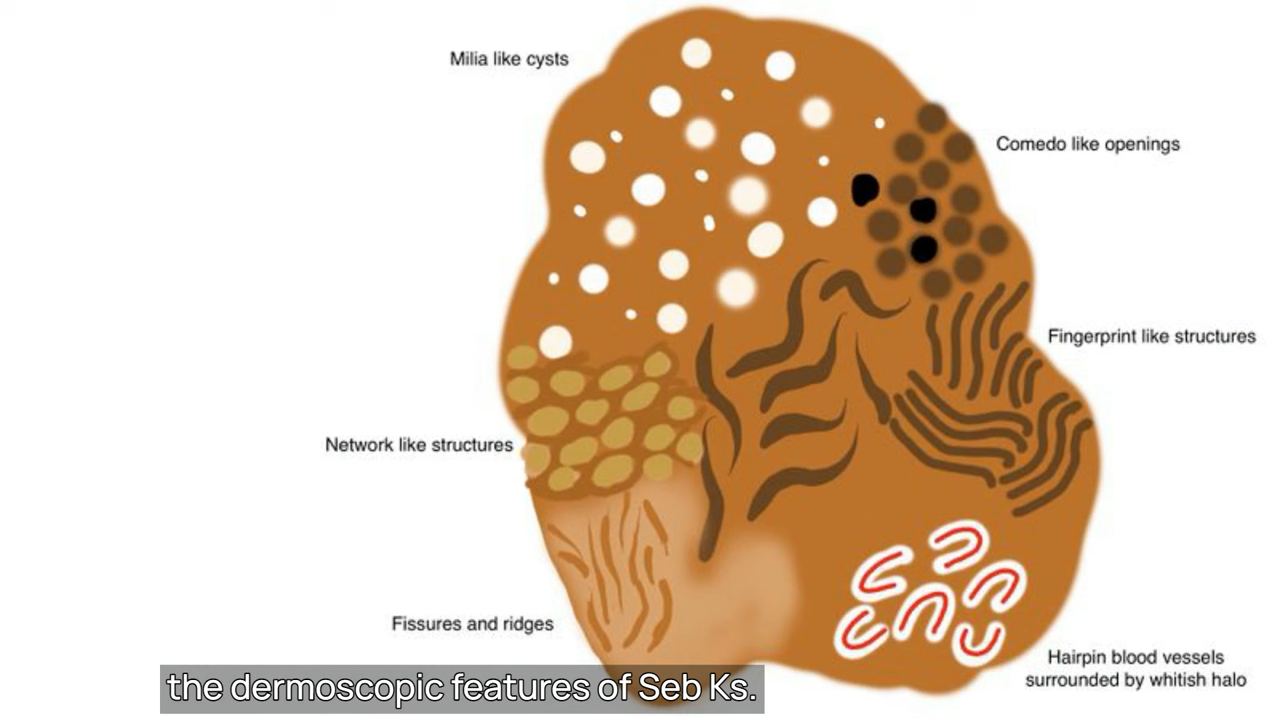 Milia like cysts
Comedo like openings
Fingerprint like structures
Network like structures
Fissures and ridges
Hairpin blood vessels
surrounded by whitish halo
the dermoscopic features of Seb Ks.